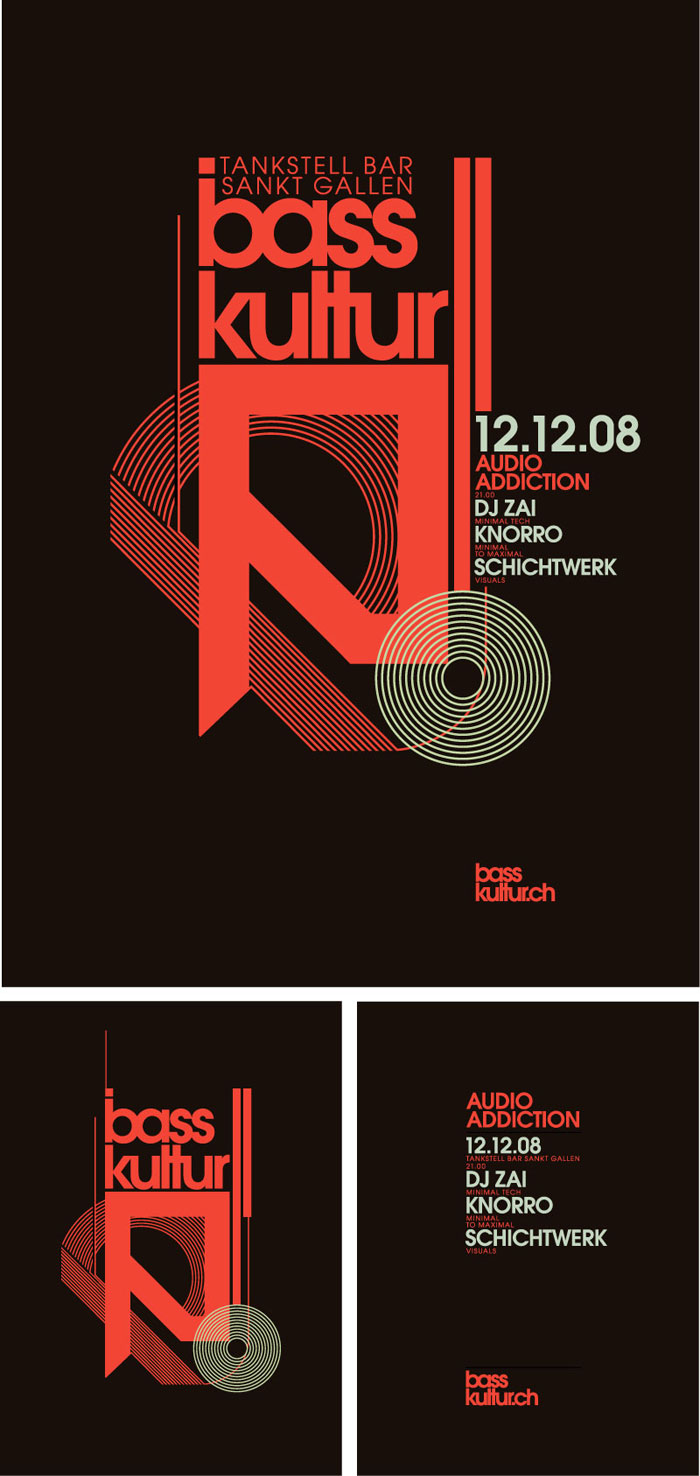 TANKSTELL BAR
SANKT GALLEN
bass
kultur
12.12.08
AUDIO
ADDICTION
21.00
DJ ZAI
MINIMAL TECH
KNORRO
MINIMAL
TO MAXIMAL
SCHICHTWERK
VISUALS
bass
kultur.ch
bass
kultur
AUDIO
ADDICTION
12.12.08
TANKSTELL BAR SANKT GALLEN
21.00
DJ ZAI
MINIMAL TECH
KNORRO
MINIMAL
TO MAXIMAL
SCHICHTWERK
VISUALS
bass
kultur.ch